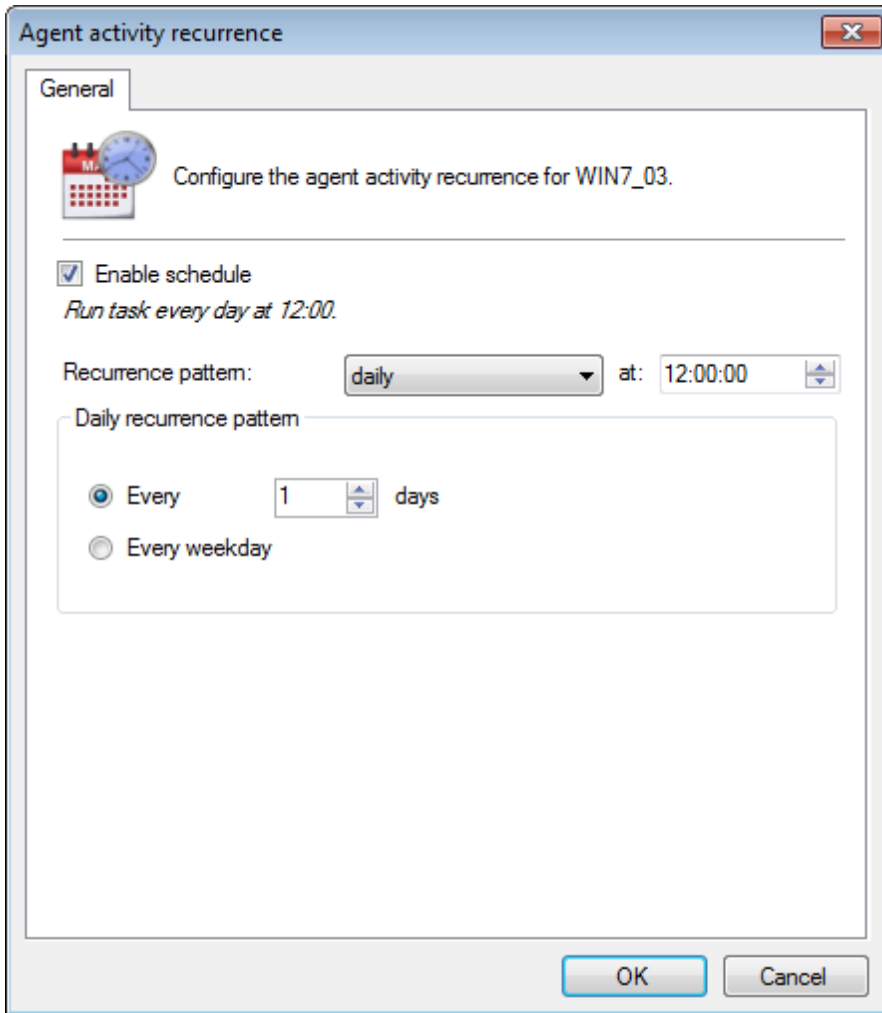 Agent activity recurrence
General
Configure the agent activity recurrence for WIN7_03.
Enable schedule
Run task every day at 12:00.
Recurrence pattern: daily at: 12:00:00
Daily recurrence pattern
Every 1 days
Every weekday
OK Cancel